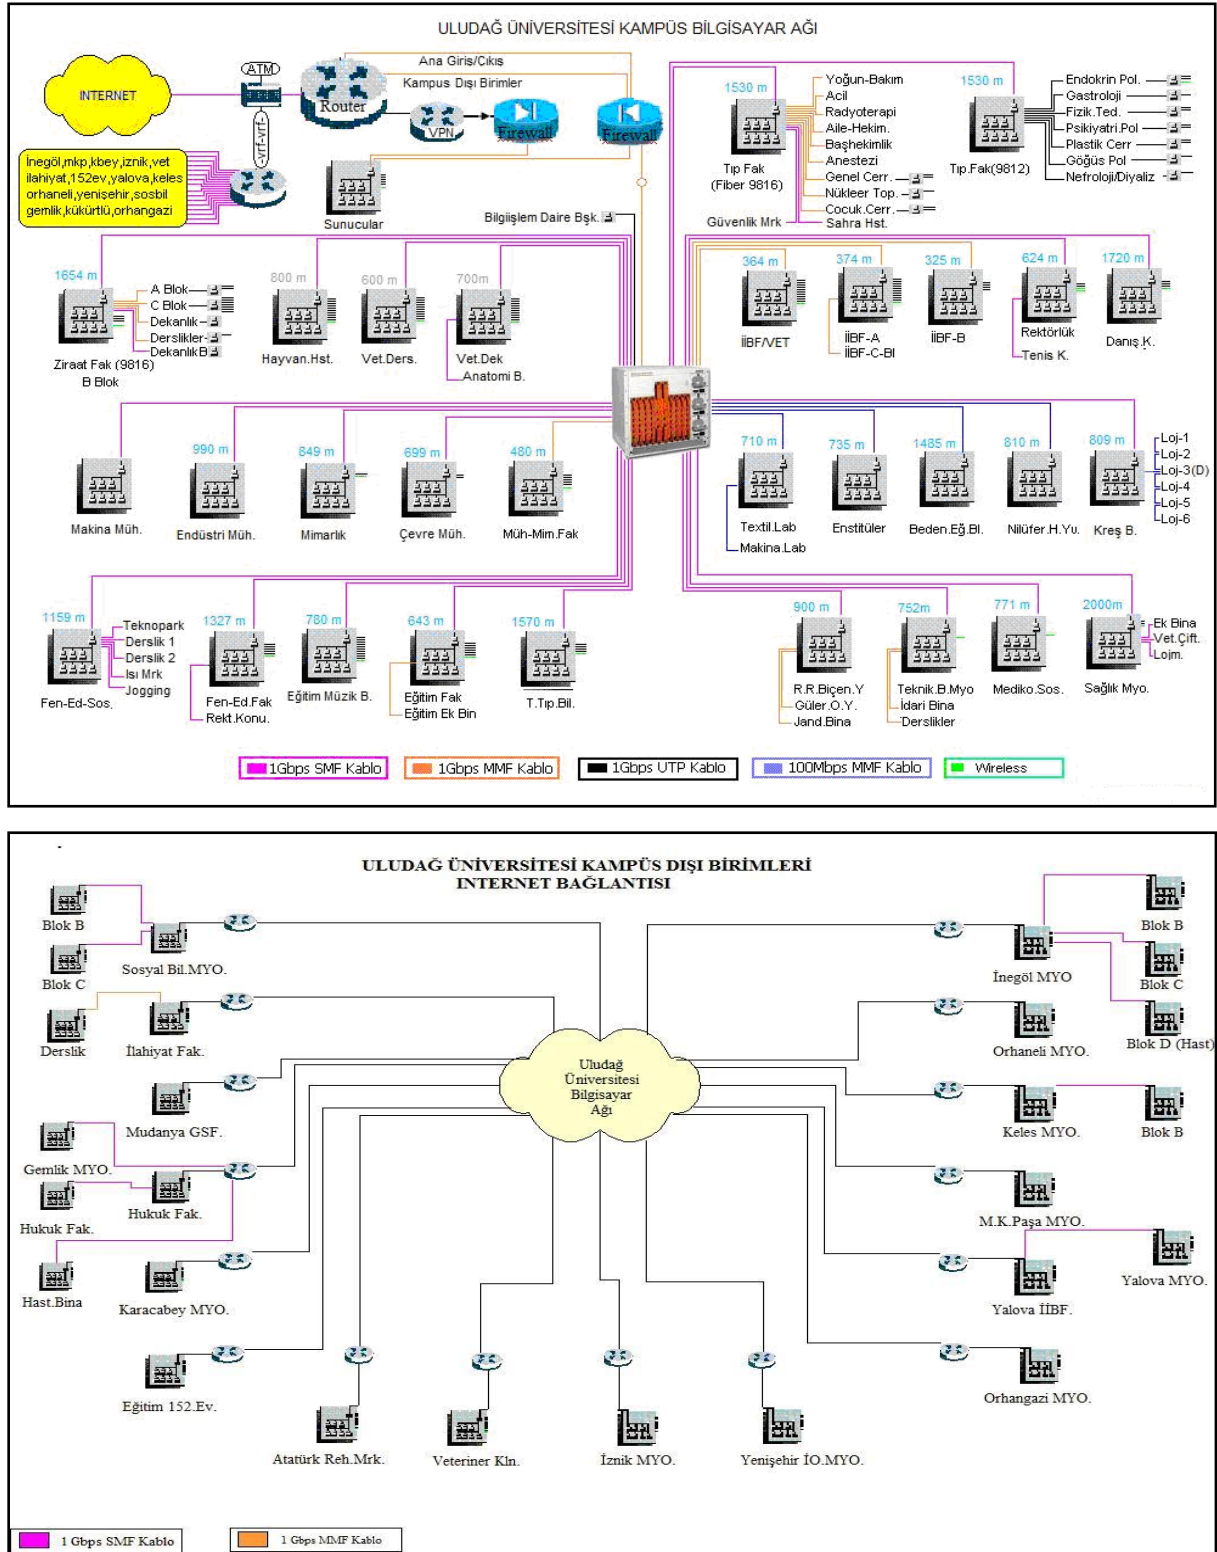 ULUDAĞ ÜNİVERSİTESİ KAMPÜS BİLGİSAYAR AĞI
INTERNET
ATM
Router
-vrf-vrf-
Ana Giriş/Çıkıs
Kampus Dışı Birimler
VPN
Firewall
Firewall
İnegöl,mkp,kbey,iznik,vet
ilahiyat,152ev,yalova,keles
orhaneli,yenişehir,sosbil
gemlik,kükürtlü,orhangazi
Sunucular
Bilgiişlem Daire Bşk.
1530 m
Tıp Fak
(Fiber 9816)
Güvenlik Mrk
Yoğun-Bakım
Acil
Radyoterapi
Aile-Hekim.
Başhekimlik
Anestezi
Genel Cerr.
Nükleer Top.
Cocuk.Cerr.
Sahra Hst.
1530 m
Tıp.Fak(9812)
Endokrin Pol.
Gastroloji
Fizik.Ted.
Psikiyatri.Pol
Plastik Cerr
Göğüs Pol
Nefroloji/Diyaliz
1654 m
Ziraat Fak (9816)
B Blok
A Blok
C Blok
Dekanlık
Derslikler
DekanlıkB
800 m
Hayvan.Hst.
600 m
Vet.Ders.
700m
Vet.Dek
Anatomi B.
364 m
İİBF/VET
374 m
İİBF-A
İİBF-C-Bl
325 m
İİBF-B
624 m
Rektörlük
Tenis K.
1720 m
Danış.K.
Makina Müh.
990 m
Endüstri Müh.
849 m
Mimarlık
699 m
Çevre Müh.
480 m
Müh-Mim.Fak
710 m
Textil.Lab
Makina.Lab
735 m
Enstitüler
1485 m
Beden.Eğ.Bl.
810 m
Nilüfer.H.Yu.
809 m
Kreş B.
Loj-1
Loj-2
Loj-3(D)
Loj-4
Loj-5
Loj-6
1159 m
Fen-Ed-Sos.
Teknopark
Derslik 1
Derslik 2
Isı Mrk
Jogging
1327 m
Fen-Ed.Fak
Rekt.Konu.
780 m
Eğitim Müzik B.
643 m
Eğitim Fak
Eğitim Ek Bin
1570 m
T.Tıp.Bil.
900 m
R.R.Biçen.Y
Güler.O.Y.
Jand.Bina
752m
Teknik.B.Myo
İdari Bina
Derslikler
771 m
Mediko.Sos.
2000m
Sağlık Myo.
Ek Bina
Vet.Çift.
Lojm.
1Gbps SMF Kablo
1Gbps MMF Kablo
1Gbps UTP Kablo
100Mbps MMF Kablo
Wireless
ULUDAĞ ÜNİVERSİTESİ KAMPÜS DIŞI BİRİMLERİ
INTERNET BAĞLANTISI
Blok B
Blok C
Sosyal Bil.MYO.
Derslik
İlahiyat Fak.
Mudanya GSF.
Gemlik MYO.
Hukuk Fak.
Hukuk Fak.
Hast.Bina
Karacabey MYO.
Eğitim 152.Ev.
Atatürk Reh.Mrk.
Veteriner Kln.
İznik MYO.
Yenişehir İO.MYO.
Uludağ
Üniversitesi
Bilgisayar
Ağı
Blok B
İnegöl MYO
Blok C
Blok D (Hast)
Orhaneli MYO.
Keles MYO.
Blok B
M.K.Paşa MYO.
Yalova MYO.
Yalova İİBF.
Orhangazi MYO.
1 Gbps SMF Kablo
1 Gbps MMF Kablo